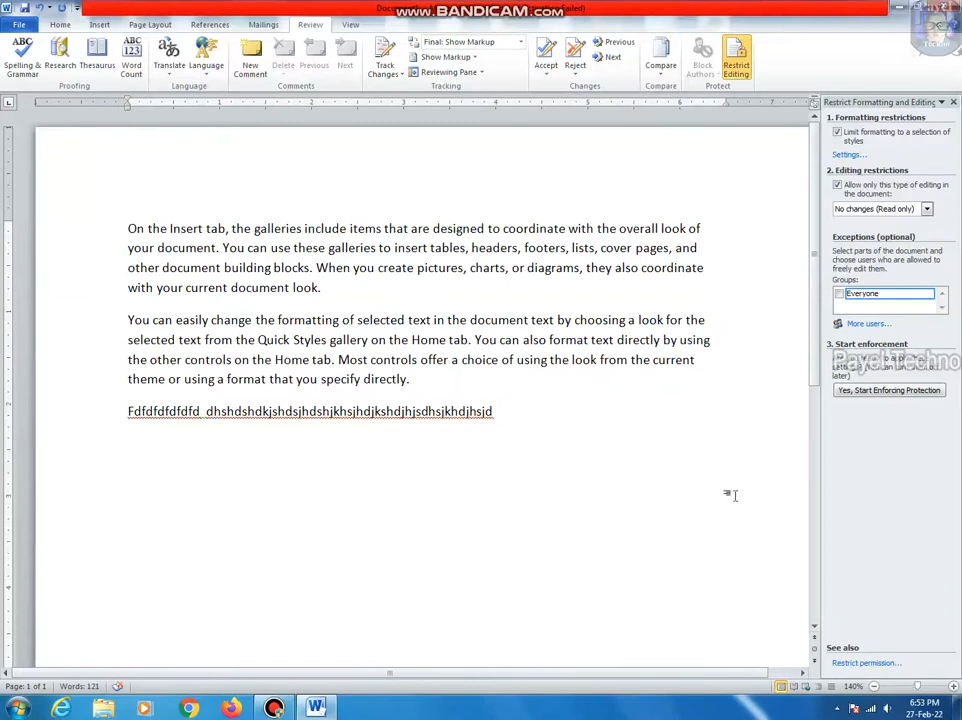 www.BANDICAM.com
File Home Insert Page Layout References Mailings Review View
Spelling & Grammar Research Thesaurus Word Count Translate Language New Comment Delete Previous Next Track Changes Final: Show Markup Show Markup Reviewing Pane Accept Reject Previous Next Compare Block Authors Restrict Editing
Proofing Language Comments Tracking Changes Compare Protect
On the Insert tab, the galleries include items that are designed to coordinate with the overall look of
your document. You can use these galleries to insert tables, headers, footers, lists, cover pages, and
other document building blocks. When you create pictures, charts, or diagrams, they also coordinate
with your current document look.
You can easily change the formatting of selected text in the document text by choosing a look for the
selected text from the Quick Styles gallery on the Home tab. You can also format text directly by using
the other controls on the Home tab. Most controls offer a choice of using the look from the current
theme or using a format that you specify directly.
Fdfdfdfdfdfd dhshdshdkjshdsjhdshjkhsjhdjkshdjhjsdhsjkhdjhsjd
Restrict Formatting and Editing
1. Formatting restrictions
Limit formatting to a selection of
styles
Settings...
2. Editing restrictions
Allow only this type of editing in
the document:
No changes (Read only)
Exceptions (optional)
Select parts of the document and
choose users who are allowed to
freely edit them.
Groups:
Everyone
More users...
3. Start enforcement
Payel Techno
later)
Yes, Start Enforcing Protection
See also
Restrict permission...
Page: 1 of 1 Words: 121 140%
6:53 PM
27-Feb-22